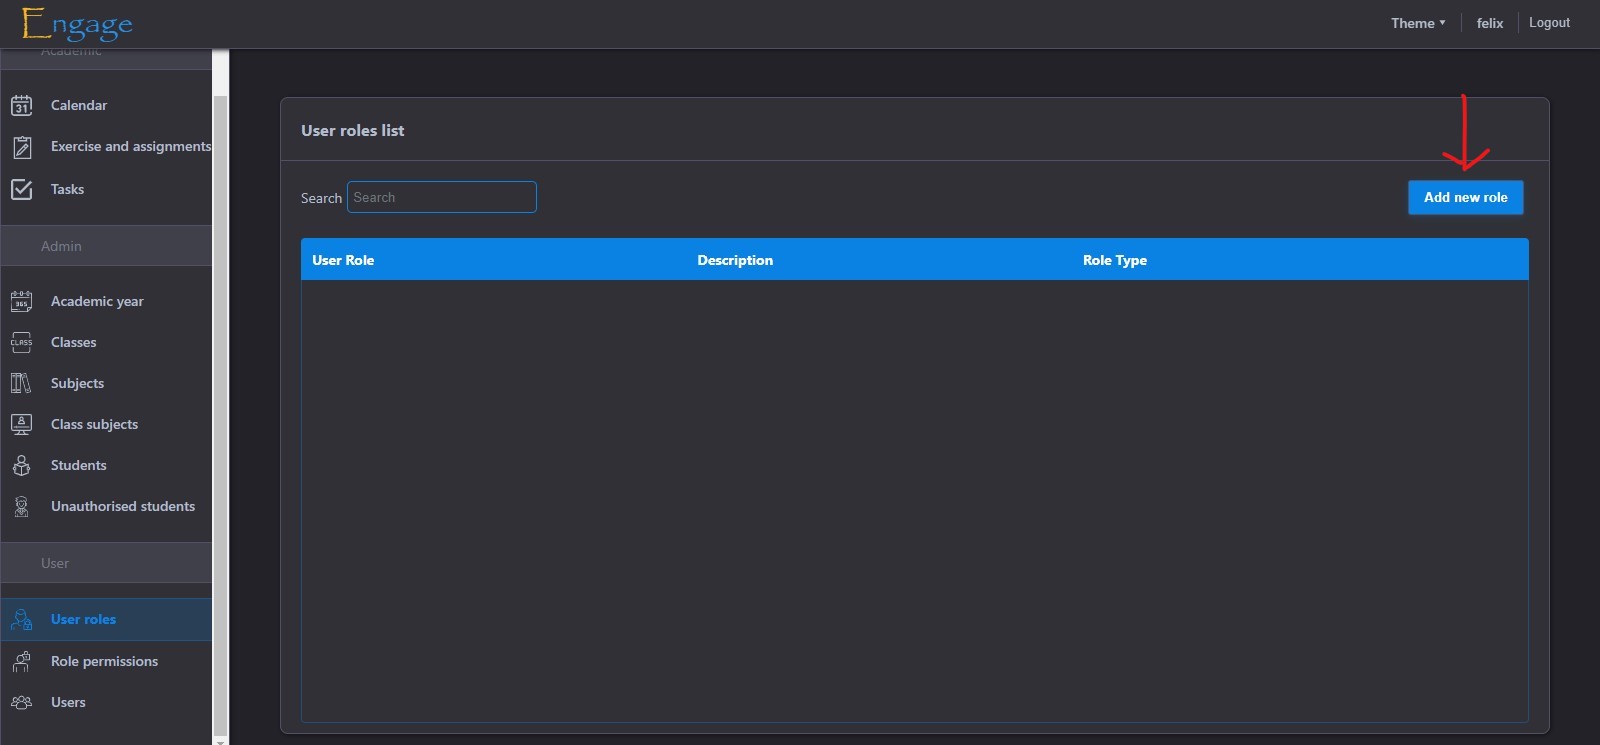 Engage
Theme
felix
Logout
Academic
Calendar
Exercise and assignments
Tasks
Admin
Academic year
Classes
Subjects
Class subjects
Students
Unauthorised students
User
User roles
Role permissions
Users
User roles list
Search Search
Add new role
User Role Description Role Type
31
365
CLASS